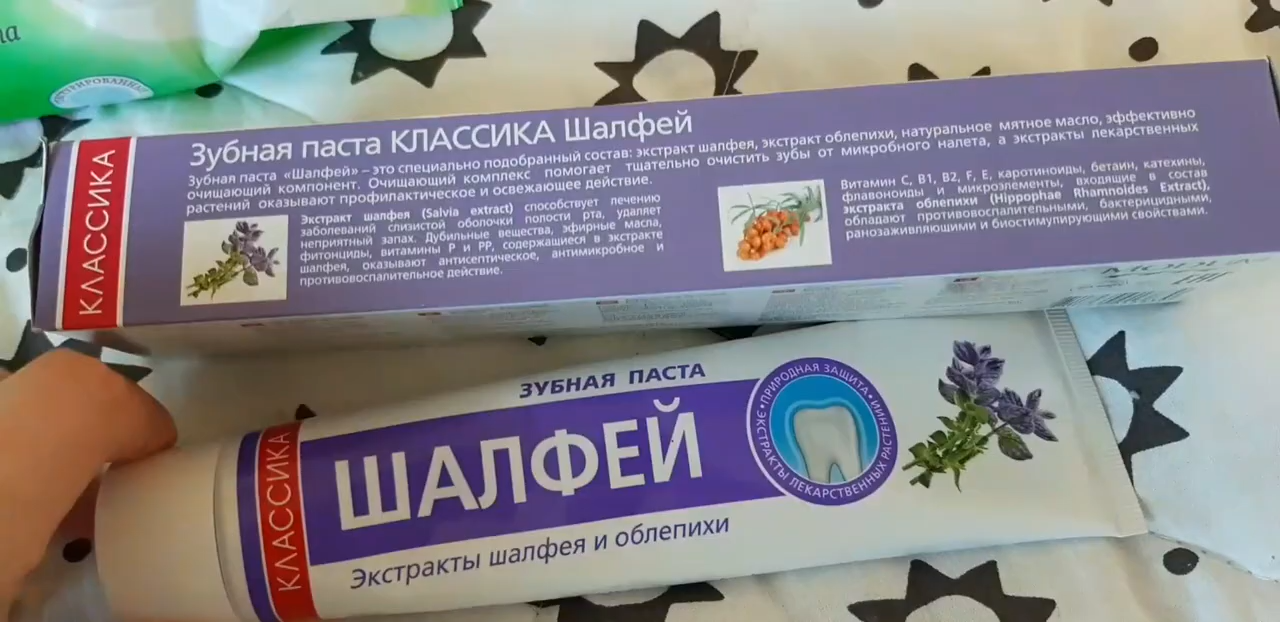 КЛАССИКА
Зубная паста КЛАССИКА Шалфей
Зубная паста «Шалфей» – это специально подобранный состав: экстракт шалфея, экстракт облепихи, натуральное мятное масло, эффективно
очищающий компонент. Очищающий комплекс помогает тщательно очистить зубы от микробного налета, а экстракты лекарственных
растений оказывают профилактическое и освежающее действие.
Экстракт шалфея (Salvia extract) способствует лечению
заболеваний слизистой оболочки полости рта, удаляет
неприятный запах. Дубильные вещества, эфирные масла,
фитонциды, витамины Р и РР, содержащиеся в экстракте
шалфея, оказывают антисептическое, антимикробное и
противовоспалительное действие.
Витамин С, В1, В2, F, Е, каротиноиды, бетаин, катехины,
флавоноиды и микроэлементы, входящие в состав
экстракта облепихи (Hippophae Rhamnoides Extract),
обладают противовоспалительными, бактерицидными,
ранозаживляющими и биостимулирующими свойствами.
ЗУБНАЯ ПАСТА
КЛАССИКА
ШАЛФЕЙ
Экстракты шалфея и облепихи
• ПРИРОДНАЯ ЗАЩИТА •
ЭКСТРАКТЫ ЛЕКАРСТВЕННЫХ РАСТЕНИЙ